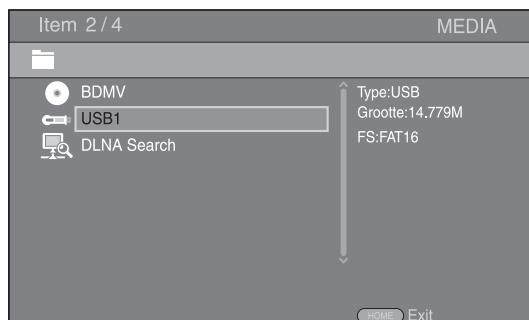 Item 2/4 MEDIA
BDMV
USB1
DLNA Search
Type:USB
Grootte:14.779M
FS:FAT16
HOME Exit